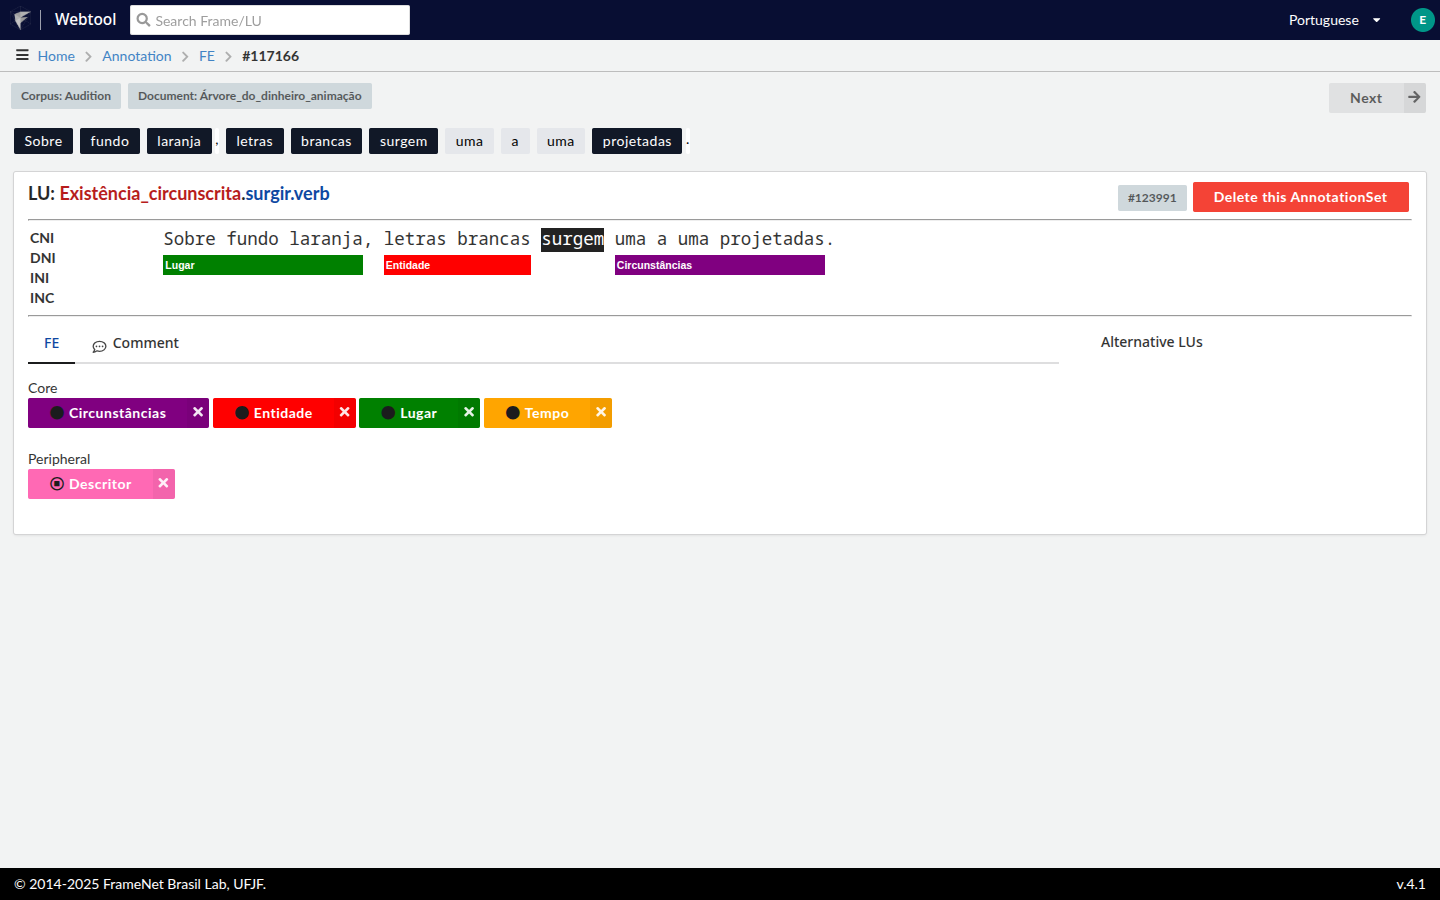 Webtool Search Frame/LU Portuguese E
Home Annotation FE #117166
Corpus: Audition Document: Árvore_do_dinheiro_animação Next
Sobre fundo laranja , letras brancas surgem uma a uma projetadas .
LU: Existência_circunscrita.surgir.verb #123991 Delete this AnnotationSet
CNI Sobre fundo laranja, letras brancas surgem uma a uma projetadas.
DNI Lugar Entidade Circunstâncias
INI
INC
FE Comment Alternative LUs
Core
Circunstâncias Entidade Lugar Tempo
Peripheral
Descritor
© 2014-2025 FrameNet Brasil Lab, UFJF. v.4.1